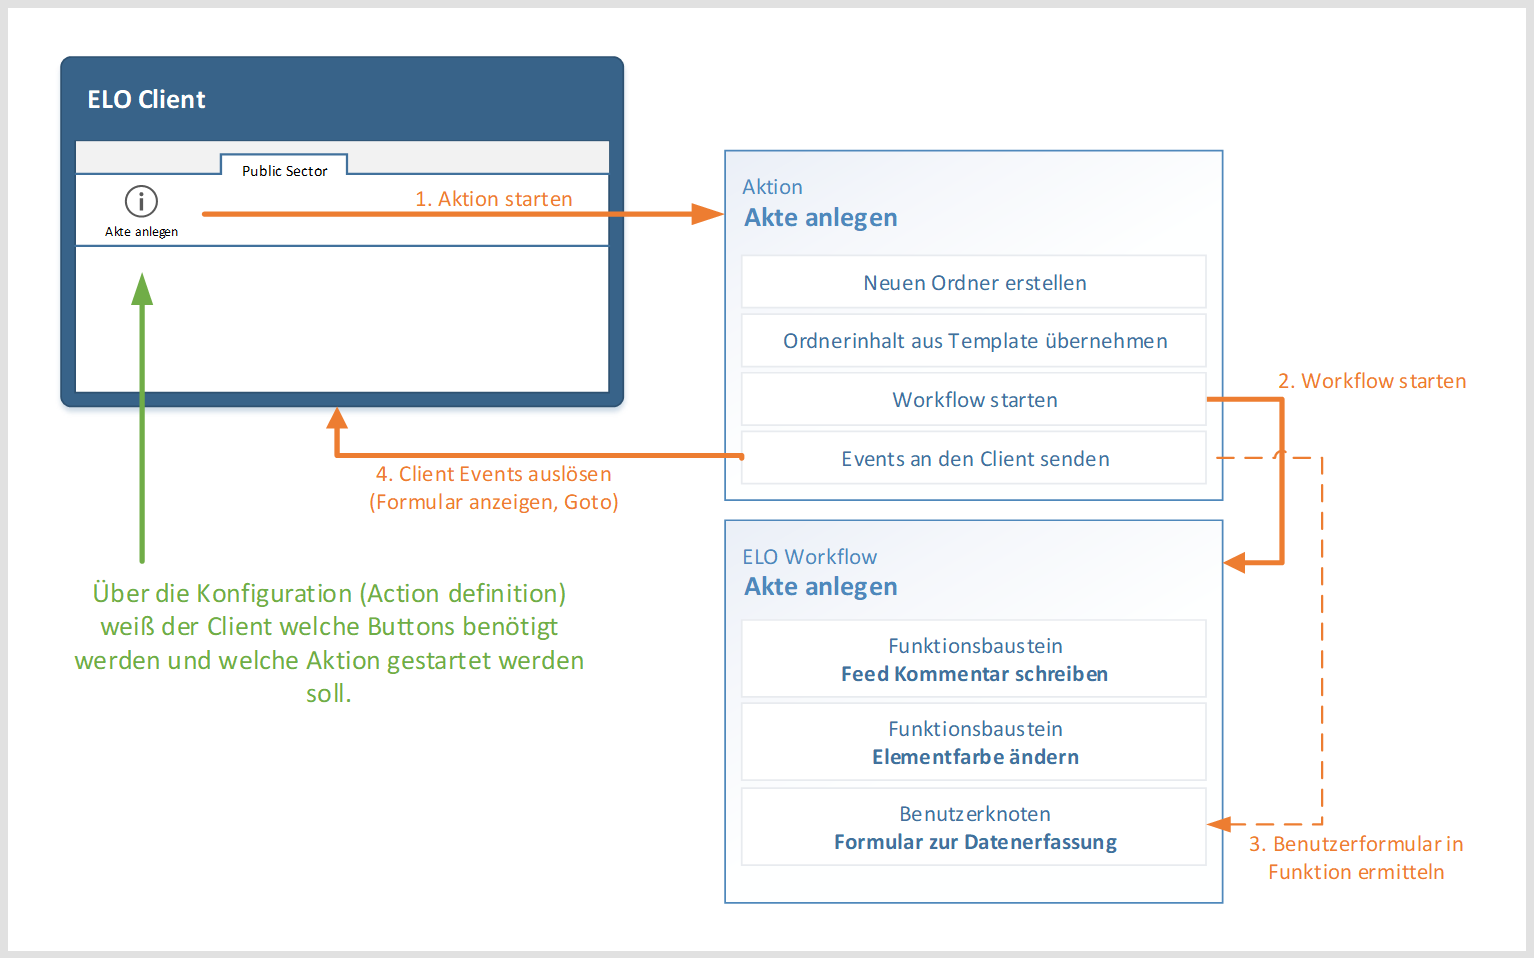 ELO Client
Public Sector
Akte anlegen
1. Aktion starten
Aktion
Akte anlegen
Neuen Ordner erstellen
Ordnerinhalt aus Template übernehmen
Workflow starten
Events an den Client senden
2. Workflow starten
4. Client Events auslösen
(Formular anzeigen, Goto)
ELO Workflow
Akte anlegen
Funktionsbaustein
Feed Kommentar schreiben
Funktionsbaustein
Elementfarbe ändern
Benutzerknoten
Formular zur Datenerfassung
3. Benutzerformular in
Funktion ermitteln
Über die Konfiguration (Action definition)
weiß der Client welche Buttons benötigt
werden und welche Aktion gestartet werden
soll.